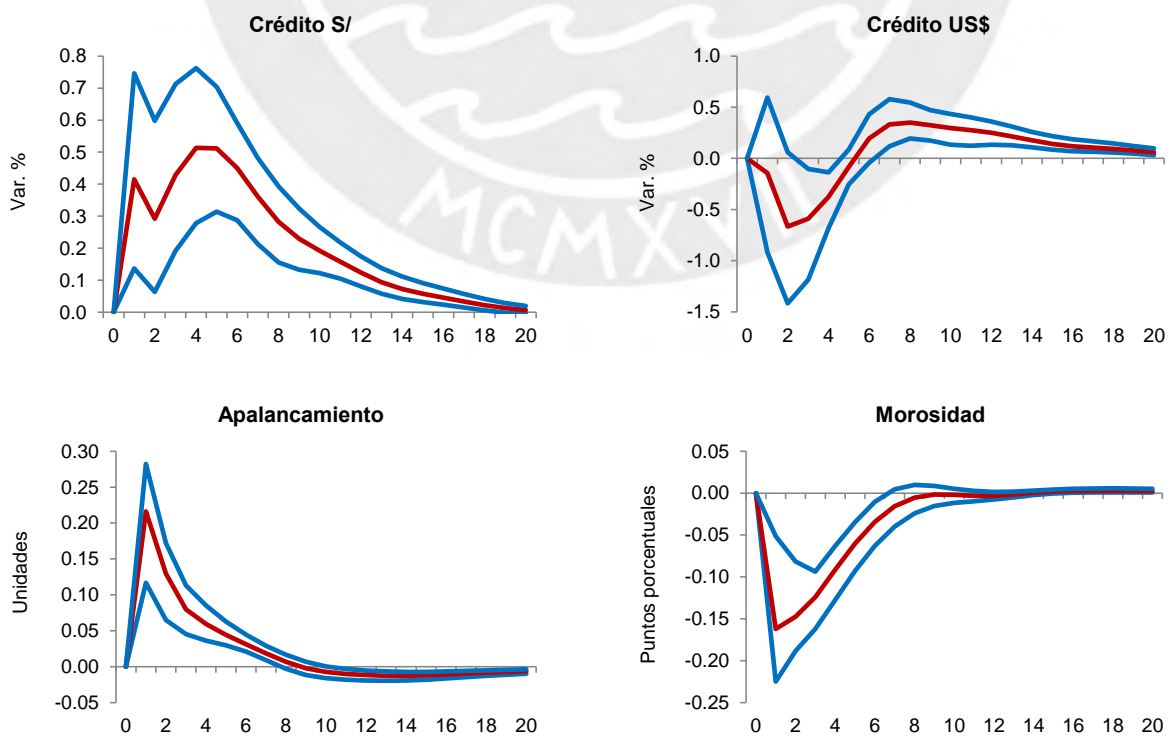 Crédito S/
Var. %
0.8
0.7
0.6
0.5
0.4
0.3
0.2
0.1
0.0
0 2 4 6 8 10 12 14 16 18 20
Crédito US$
Var. %
1.0
0.5
0.0
-0.5
-1.0
-1.5
0 2 4 6 8 10 12 14 16 18 20
MCMXVII
Apalancamiento
Unidades
0.30
0.25
0.20
0.15
0.10
0.05
0.00
-0.05
0 2 4 6 8 10 12 14 16 18 20
Morosidad
Puntos porcentuales
0.05
0.00
-0.05
-0.10
-0.15
-0.20
-0.25
0 2 4 6 8 10 12 14 16 18 20